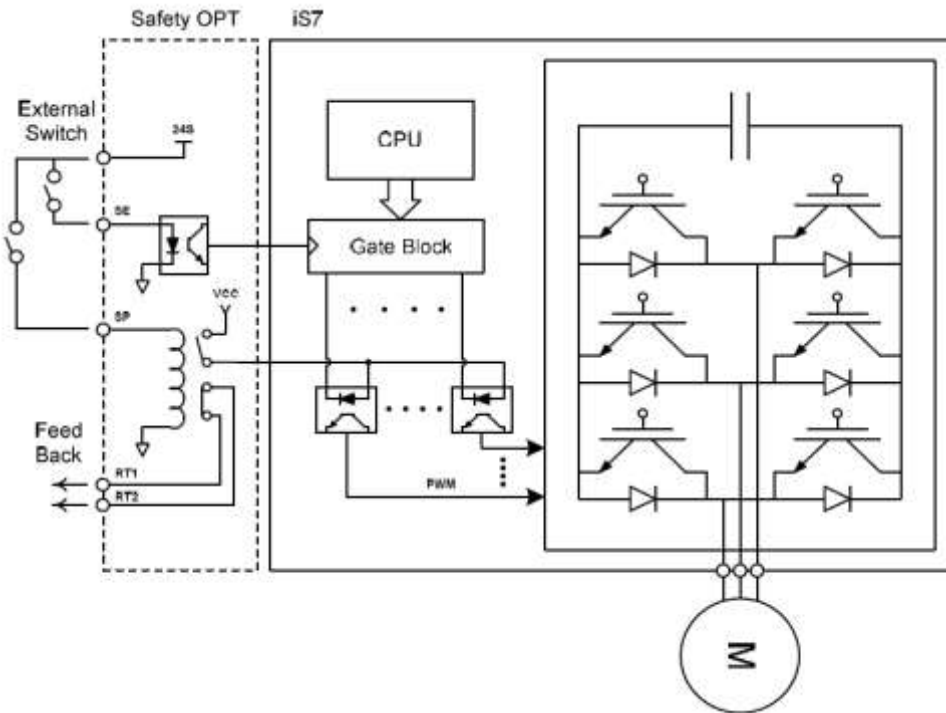 Safety OPT
iS7
External
Switch
24S
CPU
SE
Gate Block
VCC
SP
Feed
Back
RT1
RT2
PWM
M